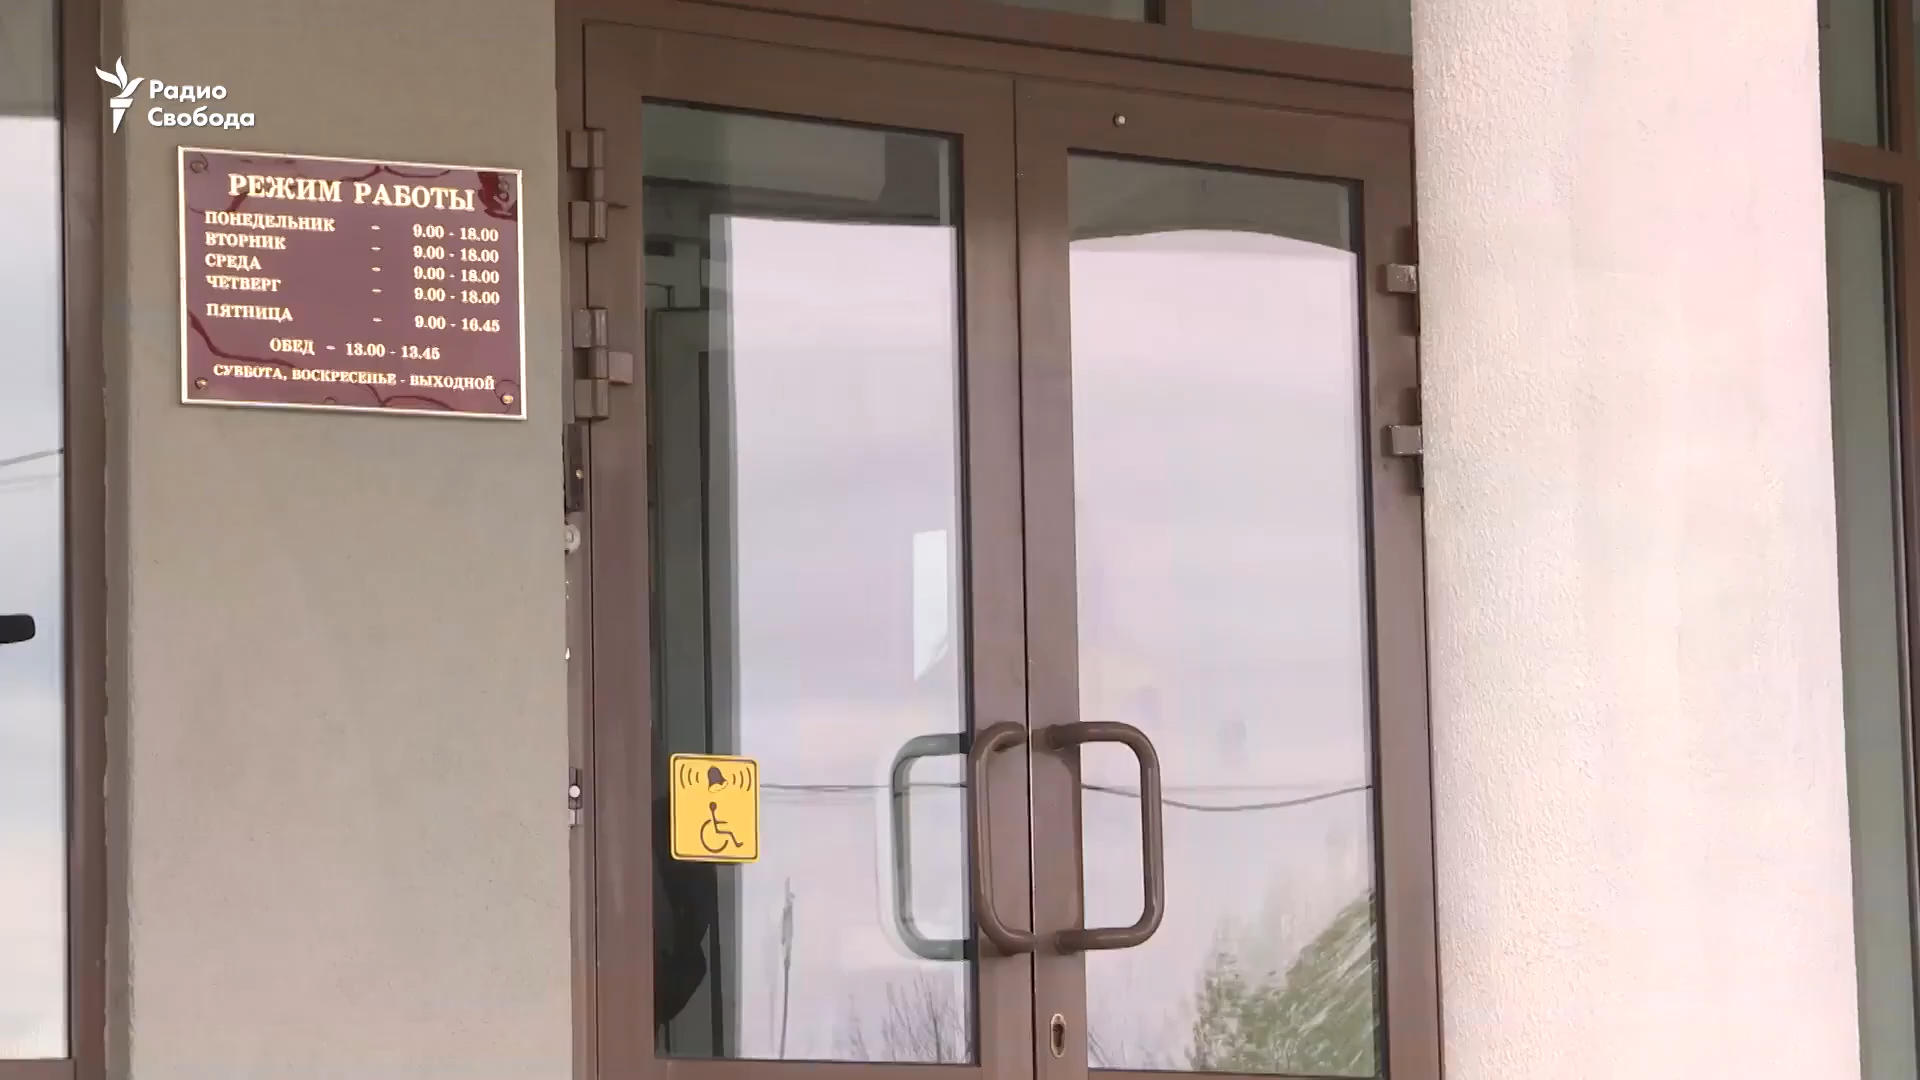 Радио
Свобода
РЕЖИМ РАБОТЫ
ПОНЕДЕЛЬНИК - 9.00 - 18.00
ВТОРНИК - 9.00 - 18.00
СРЕДА - 9.00 - 18.00
ЧЕТВЕРГ - 9.00 - 18.00
ПЯТНИЦА - 9.00 - 16.45
ОБЕД - 13.00 - 13.45
СУББОТА, ВОСКРЕСЕНЬЕ - ВЫХОДНОЙ